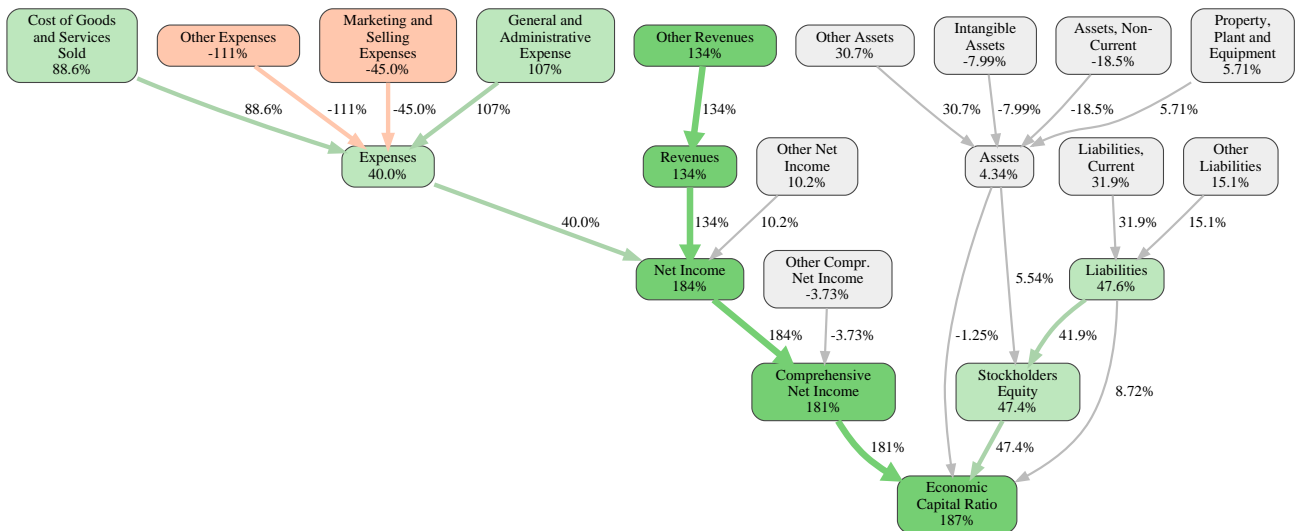 Cost of Goods
and Services
Sold
88.6%
Other Expenses
-111%
Marketing and
Selling
Expenses
-45.0%
General and
Administrative
Expense
107%
Other Revenues
134%
Other Assets
30.7%
Intangible
Assets
-7.99%
Assets, Non-
Current
-18.5%
Property,
Plant and
Equipment
5.71%
88.6%
-111%
-45.0%
107%
134%
30.7%
-7.99%
-18.5%
5.71%
Expenses
40.0%
Revenues
134%
Other Net
Income
10.2%
Assets
4.34%
Liabilities,
Current
31.9%
Other
Liabilities
15.1%
40.0%
134%
10.2%
31.9%
15.1%
Net Income
184%
Other Compr.
Net Income
-3.73%
5.54%
Liabilities
47.6%
184%
-3.73%
-1.25%
41.9%
Comprehensive
Net Income
181%
Stockholders
Equity
47.4%
8.72%
181%
47.4%
Economic
Capital Ratio
187%